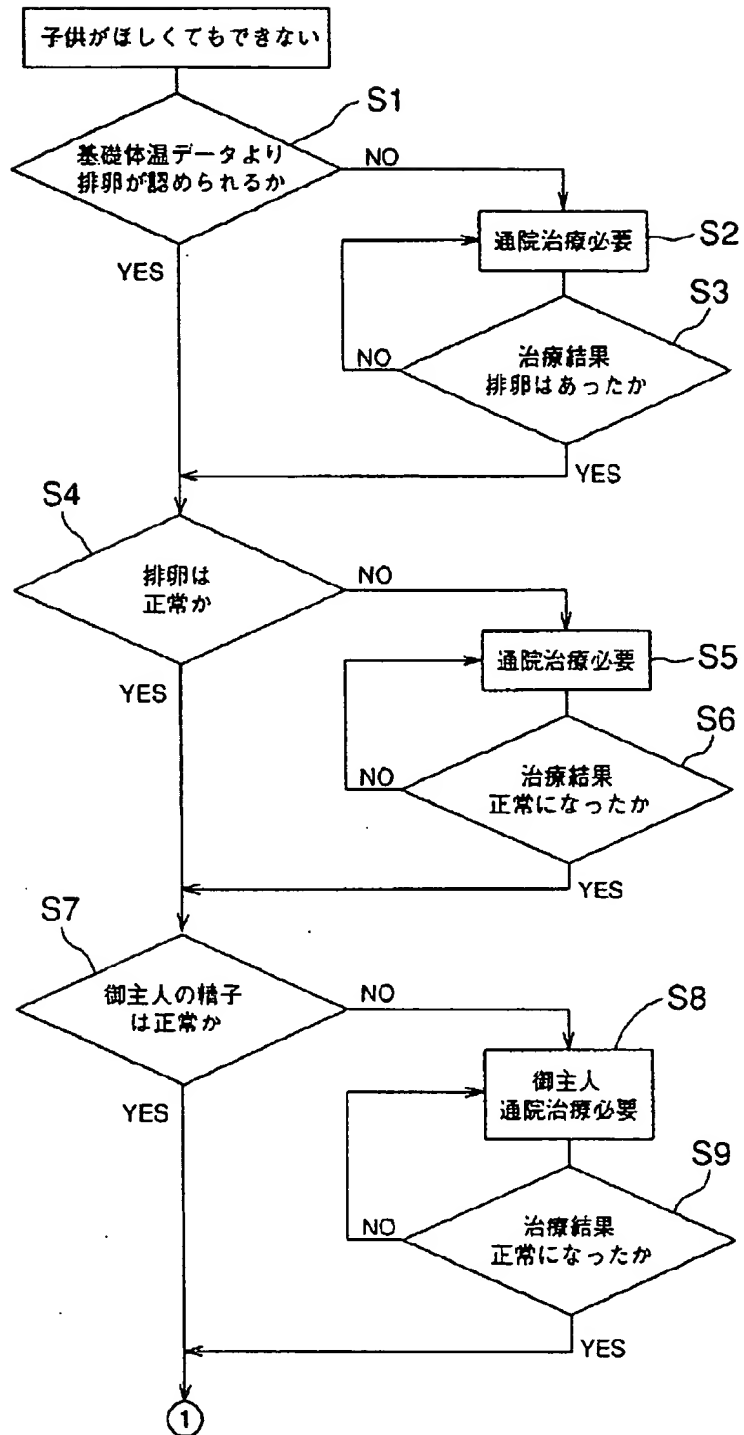 子供がほしくてもできない
S1
基礎体温データより
排卵が認められるか
NO
YES
通院治療必要
S2
S3
治療結果
排卵はあったか
NO
YES
S4
排卵は
正常か
NO
YES
通院治療必要
S5
S6
治療結果
正常になったか
NO
YES
S7
御主人の精子
は正常か
NO
YES
S8
御主人
通院治療必要
S9
治療結果
正常になったか
NO
YES
1